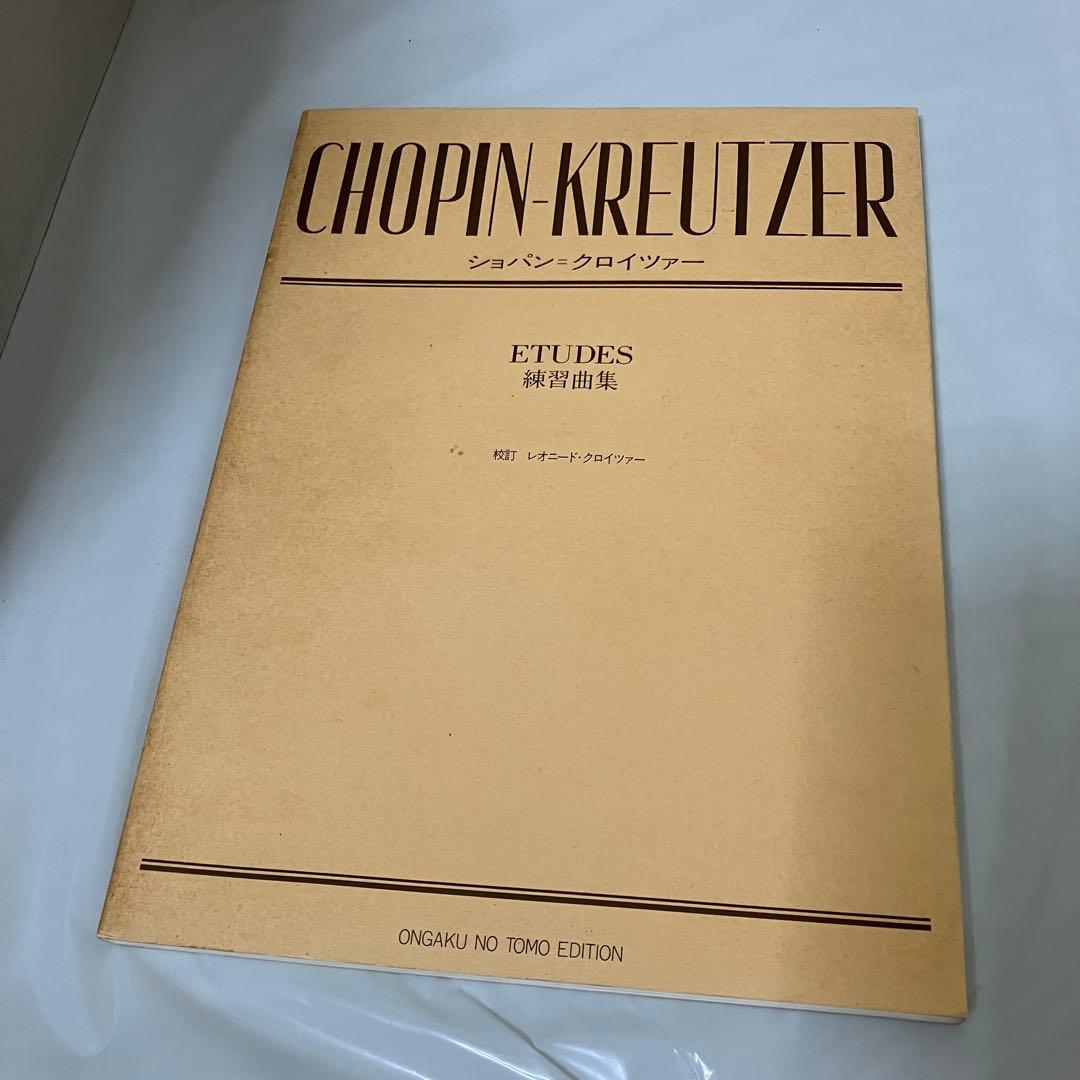 CHOPIN-KREUTZER
ショパン=クロイツァー
ETUDES
練習曲集
校訂 レオニード・クロイツァー
ONGAKU NO TOMO EDITION